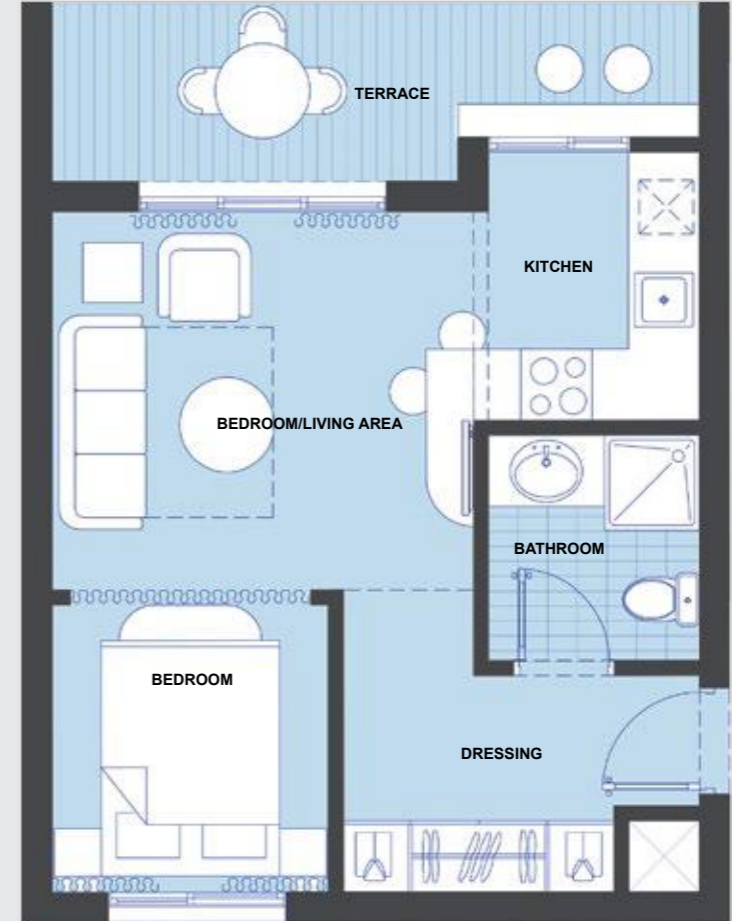 TERRACE
KITCHEN
BEDROOM/LIVING AREA
BATHROOM
BEDROOM
DRESSING